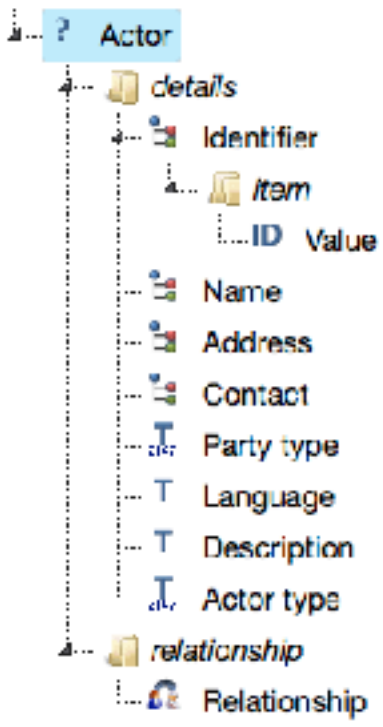 ? Actor
details
Identifier
Item
ID Value
Name
Address
Contact
T Party type
T Language
T Description
T Actor type
relationship
Relationship